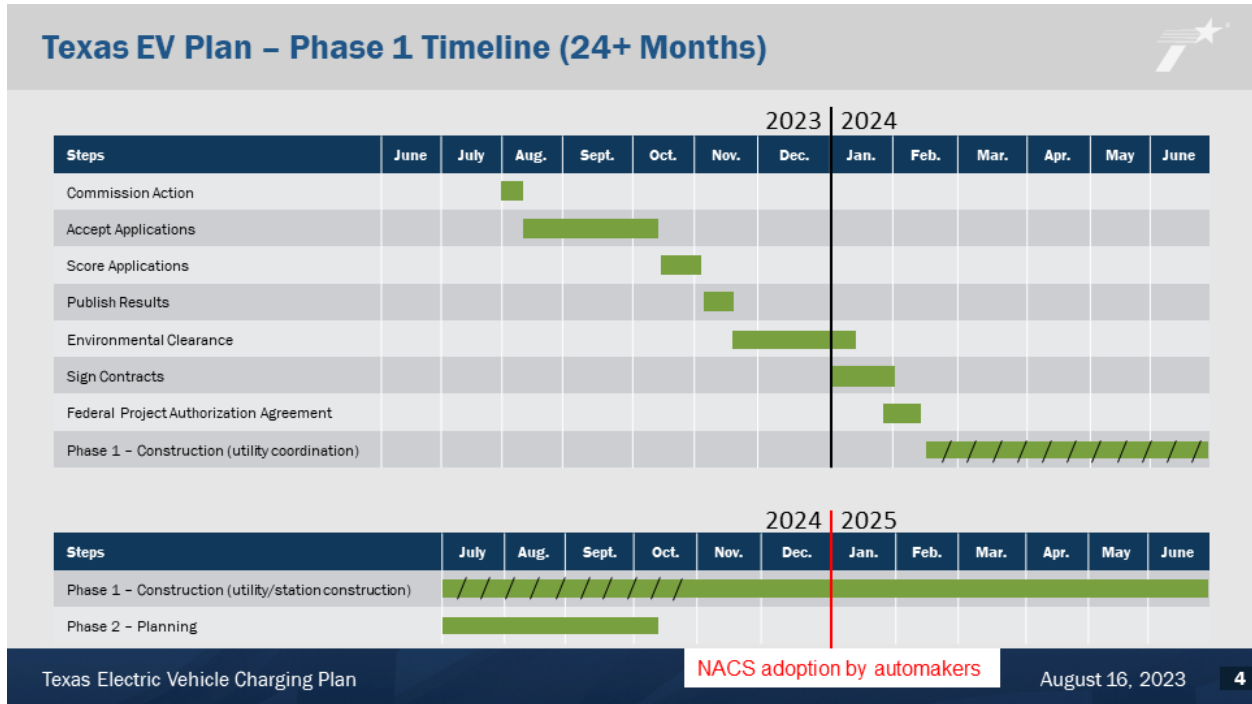 Texas EV Plan – Phase 1 Timeline (24+ Months)
2023 2024
Steps June July Aug. Sept. Oct. Nov. Dec. Jan. Feb. Mar. Apr. May June
Commission Action
Accept Applications
Score Applications
Publish Results
Environmental Clearance
Sign Contracts
Federal Project Authorization Agreement
Phase 1 – Construction (utility coordination)
2024 2025
Steps July Aug. Sept. Oct. Nov. Dec. Jan. Feb. Mar. Apr. May June
Phase 1 – Construction (utility/station construction)
Phase 2 – Planning
NACS adoption by automakers
Texas Electric Vehicle Charging Plan August 16, 2023 4